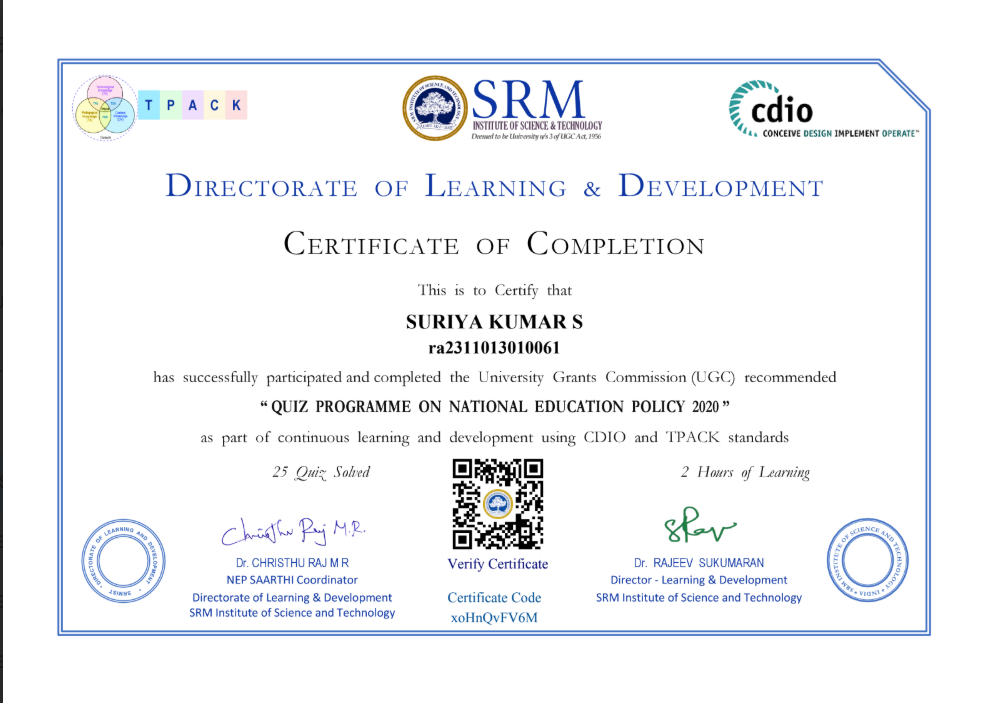 T P A C K
SRM
INSTITUTE OF SCIENCE & TECHNOLOGY
Deemed to be University u/s 3 of UGC Act, 1956
cdio
CONCEIVE DESIGN IMPLEMENT OPERATE™
DIRECTORATE OF LEARNING & DEVELOPMENT
CERTIFICATE OF COMPLETION
This is to Certify that
SURIYA KUMAR S
ra2311013010061
has successfully participated and completed the University Grants Commission (UGC) recommended
“ QUIZ PROGRAMME ON NATIONAL EDUCATION POLICY 2020 ”
as part of continuous learning and development using CDIO and TPACK standards
25 Quiz Solved
2 Hours of Learning
Christhu Raj M.R.
DIRECTORATE OF LEARNING AND DEVELOPMENT * SRMIST *
Dr. CHRISTHU RAJ M R
NEP SAARTHI Coordinator
Directorate of Learning & Development
SRM Institute of Science and Technology
Verify Certificate
Certificate Code
xoHnQvFV6M
Dr. RAJEEV SUKUMARAN
Director - Learning & Development
SRM Institute of Science and Technology
SRM INSTITUTE OF SCIENCE AND TECHNOLOGY * INDIA *